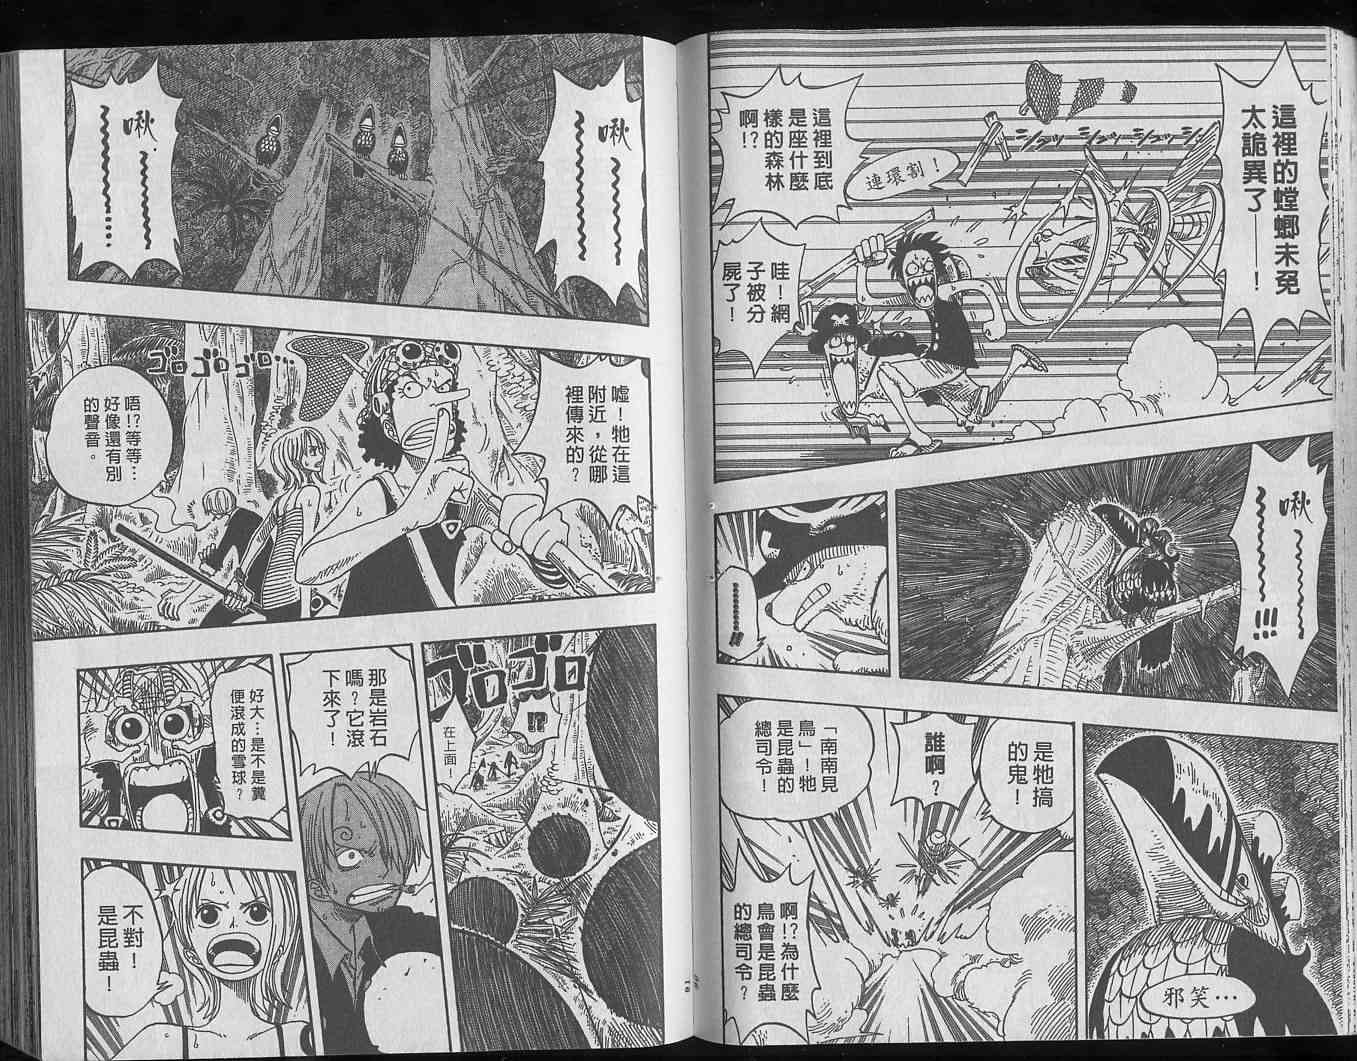 這裡的螳螂未免
太詭異了——！
連環割！
這裡到底
是座什麼
樣的森林
啊!?
哇！網
子被分
屍了！
啾
～～～!!!
………!!
是牠搞
的鬼！
誰啊？
「南南見
鳥」！牠
是昆蟲的
總司令！
啊!?為什麼
鳥會是昆蟲
的總司令？
邪笑…
啾
～～～
啾
～～～……
噓！牠在這
附近，從哪
裡傳來的？
ゴロゴロゴロ…
唔!?等等…
好像還有別
的聲音。
ゴロゴロ
!?
在上面！
那是岩石
嗎？它滾
下來了！
好大…是不是糞
便滾成的雪球？
不對！
是昆蟲！